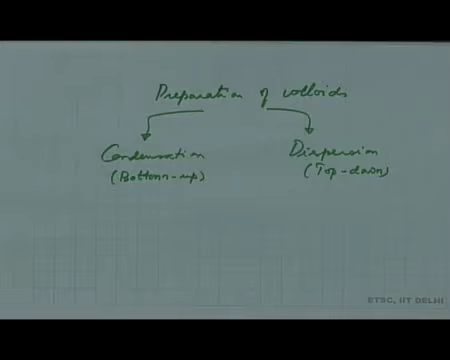 Preparation of colloids
Condensation Dispersion
(Bottom-up) (Top-down)
ETSC, IIT DELHI